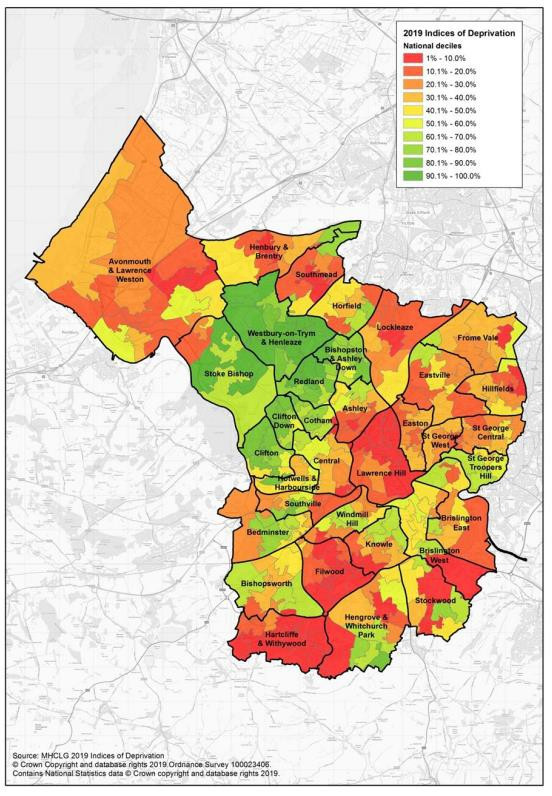 2019 Indices of Deprivation
National deciles
1% - 10.0%
10.1% - 20.0%
20.1% - 30.0%
30.1% - 40.0%
40.1% - 50.0%
50.1% - 60.0%
60.1% - 70.0%
70.1% - 80.0%
80.1% - 90.0%
90.1% - 100.0%
Avonmouth
& Lawrence
Weston
Henbury &
Brentry
Southmead
Horfield
Lockleaze
Westbury-on-Trym
& Henleaze
Bishopston
& Ashley
Down
Frome Vale
Stoke Bishop
Redland
Eastville
Hillfields
Clifton
Down
Cotham
Ashley
Easton
St George
West
St George
Central
Clifton
Central
Lawrence Hill
St George
Troopers
Hill
Hotwells &
Harbourside
Southville
Windmill
Hill
Brislington
East
Bedminster
Knowle
Brislington
West
Bishopsworth
Filwood
Stockwood
Hengrove &
Whitchurch
Park
Hartcliffe
& Withywood
Source: MHCLG 2019 Indices of Deprivation
© Crown Copyright and database rights 2019.Ordnance Survey 100023406.
Contains National Statistics data © Crown copyright and database rights 2019.